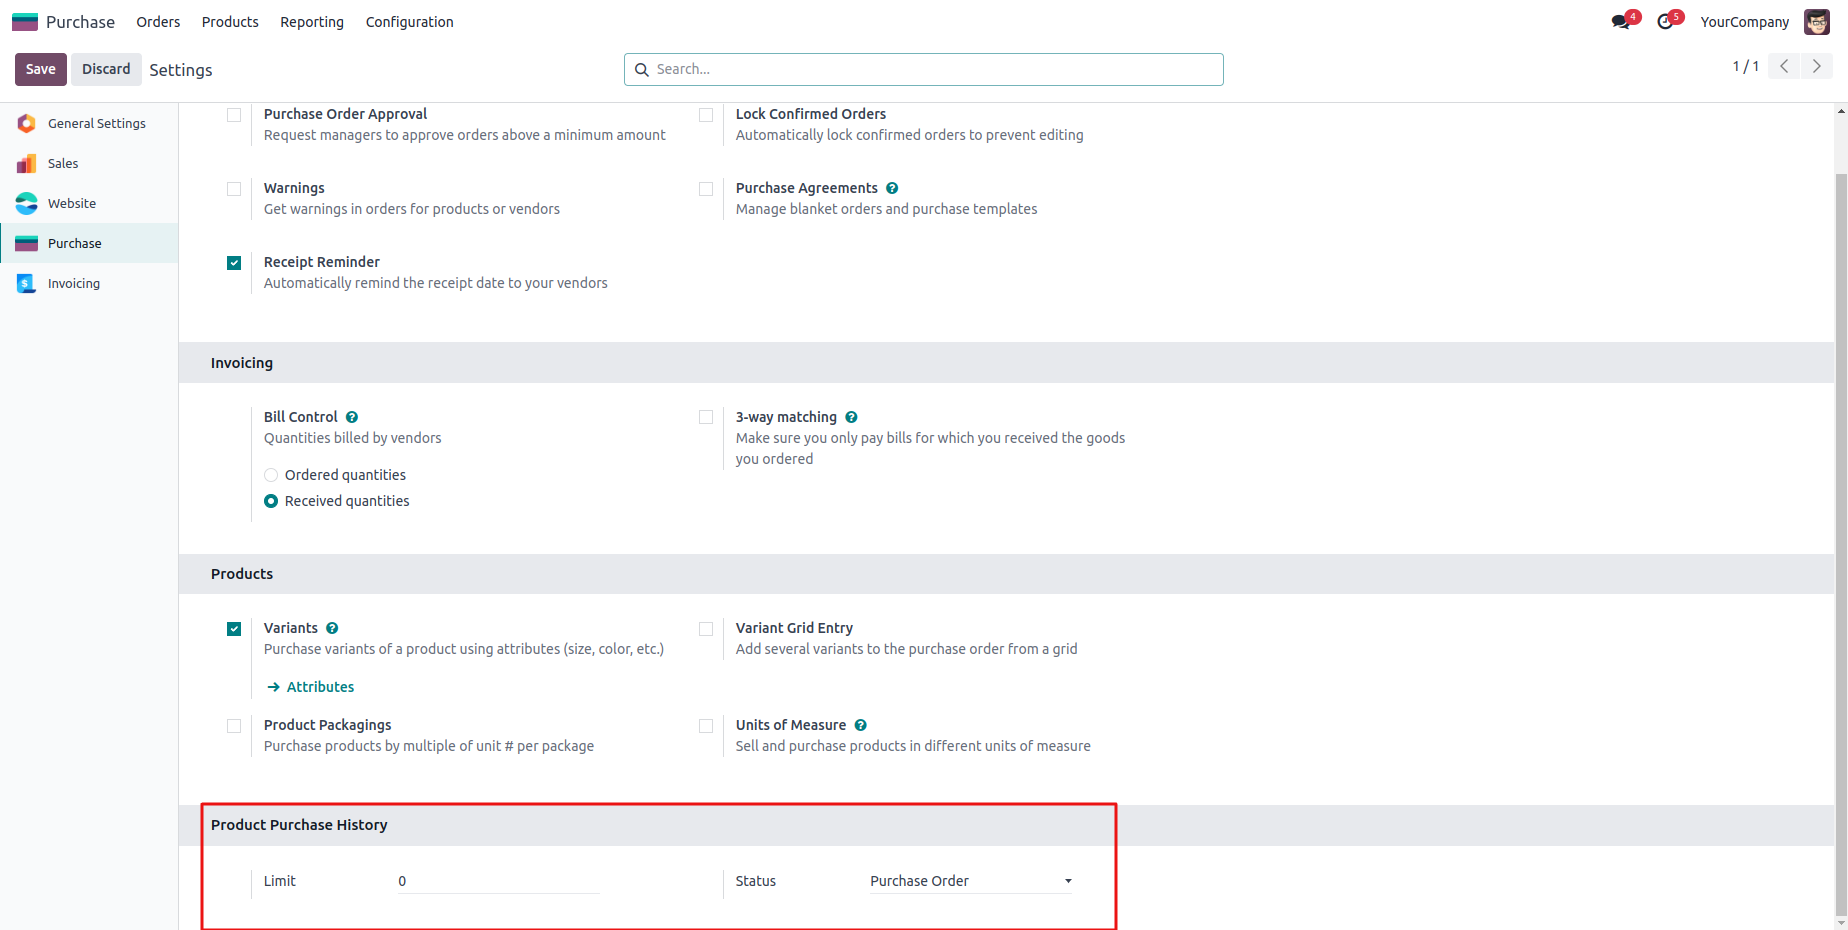 Purchase Orders Products Reporting Configuration 4 5 YourCompany
Save Discard Settings Search... 1 / 1
General Settings
Sales
Website
Purchase
Invoicing
Purchase Order Approval
Request managers to approve orders above a minimum amount
Lock Confirmed Orders
Automatically lock confirmed orders to prevent editing
Warnings
Get warnings in orders for products or vendors
Purchase Agreements ?
Manage blanket orders and purchase templates
Receipt Reminder
Automatically remind the receipt date to your vendors
Invoicing
Bill Control ?
Quantities billed by vendors
Ordered quantities
Received quantities
3-way matching ?
Make sure you only pay bills for which you received the goods
you ordered
Products
Variants ?
Purchase variants of a product using attributes (size, color, etc.)
Attributes
Variant Grid Entry
Add several variants to the purchase order from a grid
Product Packagings
Purchase products by multiple of unit # per package
Units of Measure ?
Sell and purchase products in different units of measure
Product Purchase History
Limit 0
Status Purchase Order